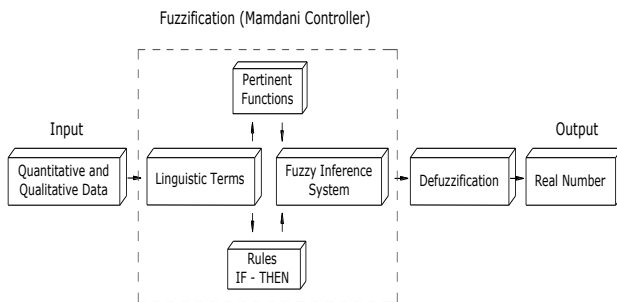 Fuzzification (Mamdani Controller)
Pertinent
Functions
Input
Output
Quantitative and
Qualitative Data
Linguistic Terms
Fuzzy Inference
System
Defuzzification
Real Number
Rules
IF - THEN